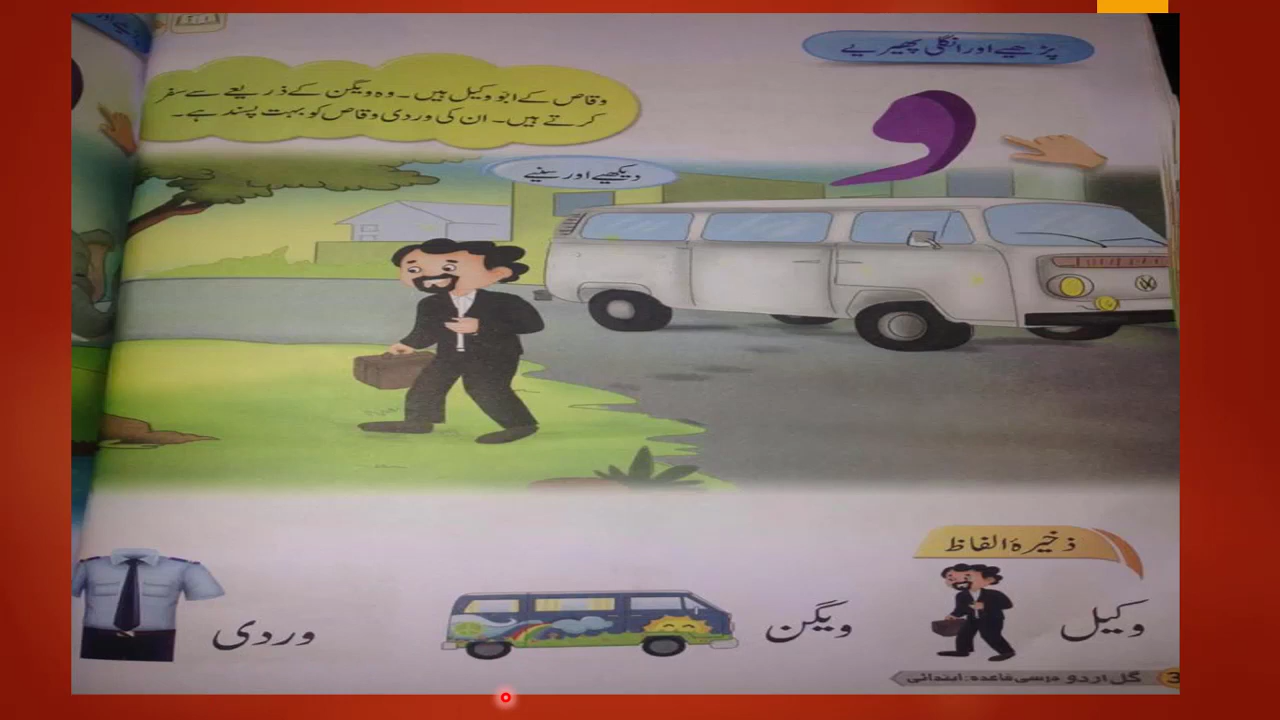 پڑھیے اور انگلی پھیریے
و
وقاص کے ابّو وکیل ہیں۔ وہ ویگن کے ذریعے سے سفر
کرتے ہیں۔ ان کی وردی وقاص کو بہت پسند ہے۔
دیکھیے اور سنیے
ذخیرۂ الفاظ
وکیل
ویگن
وردی
گل اردو درسی قاعدہ: ابتدائی